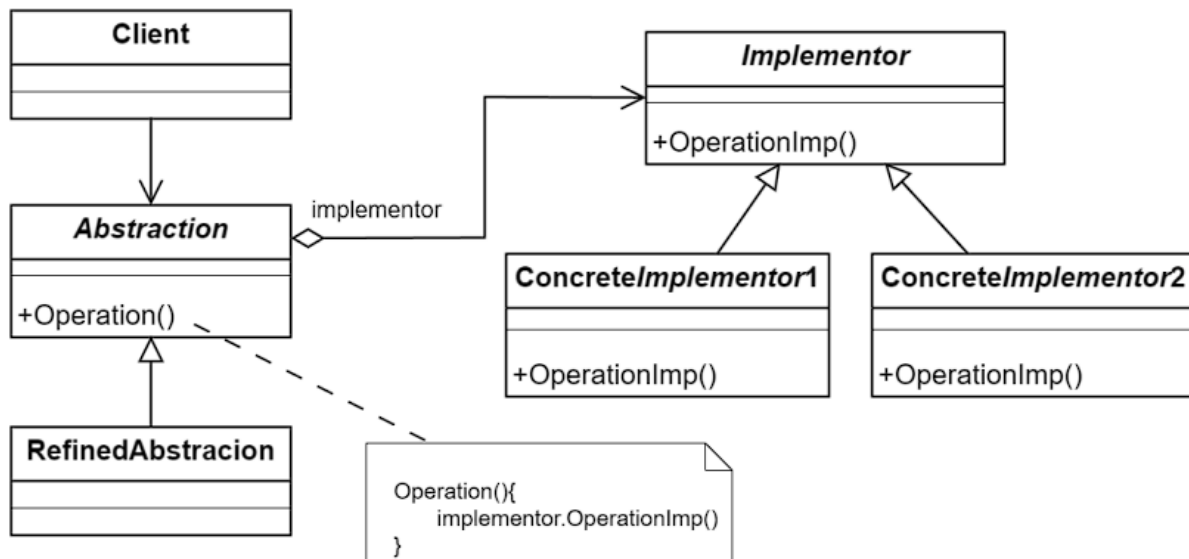 Client
Implementor
+OperationImp()
implementor
Abstraction
+Operation()
ConcreteImplementor1
+OperationImp()
ConcreteImplementor2
+OperationImp()
RefinedAbstracion
Operation(){
implementor.OperationImp()
}